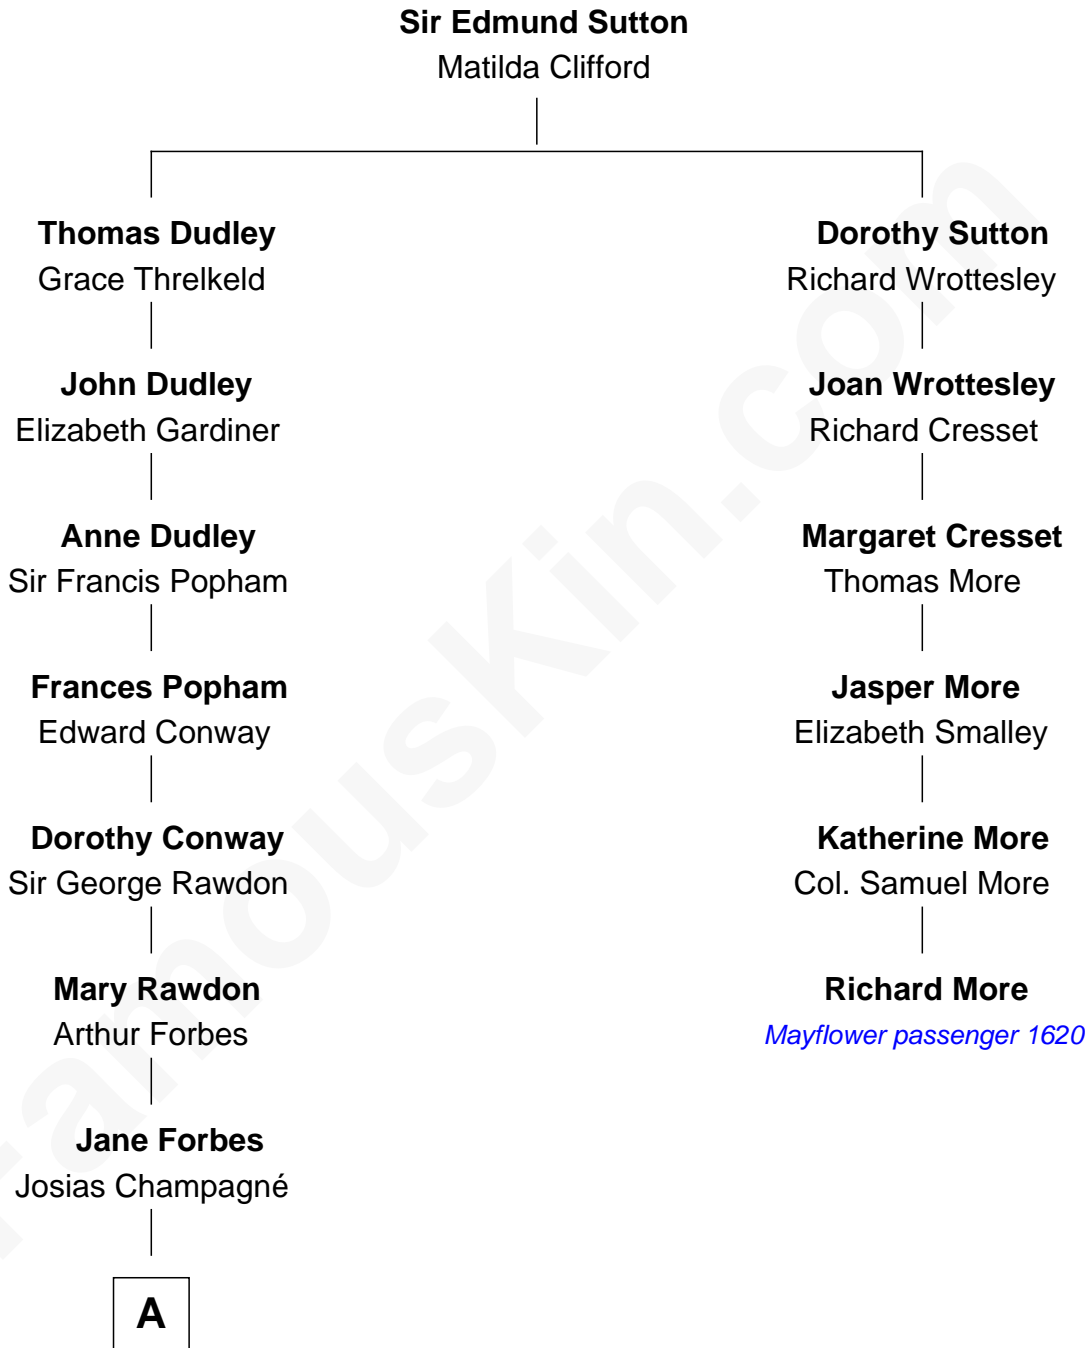 Sir Edmund Sutton
Matilda Clifford
Thomas Dudley
Grace Threlkeld
Dorothy Sutton
Richard Wrottesley
John Dudley
Elizabeth Gardiner
Joan Wrottesley
Richard Cresset
Anne Dudley
Sir Francis Popham
Margaret Cresset
Thomas More
Frances Popham
Edward Conway
Jasper More
Elizabeth Smalley
Dorothy Conway
Sir George Rawdon
Katherine More
Col. Samuel More
Mary Rawdon
Arthur Forbes
Richard More
Mayflower passenger 1620
Jane Forbes
Josias Champagné
A
FamousKin.com